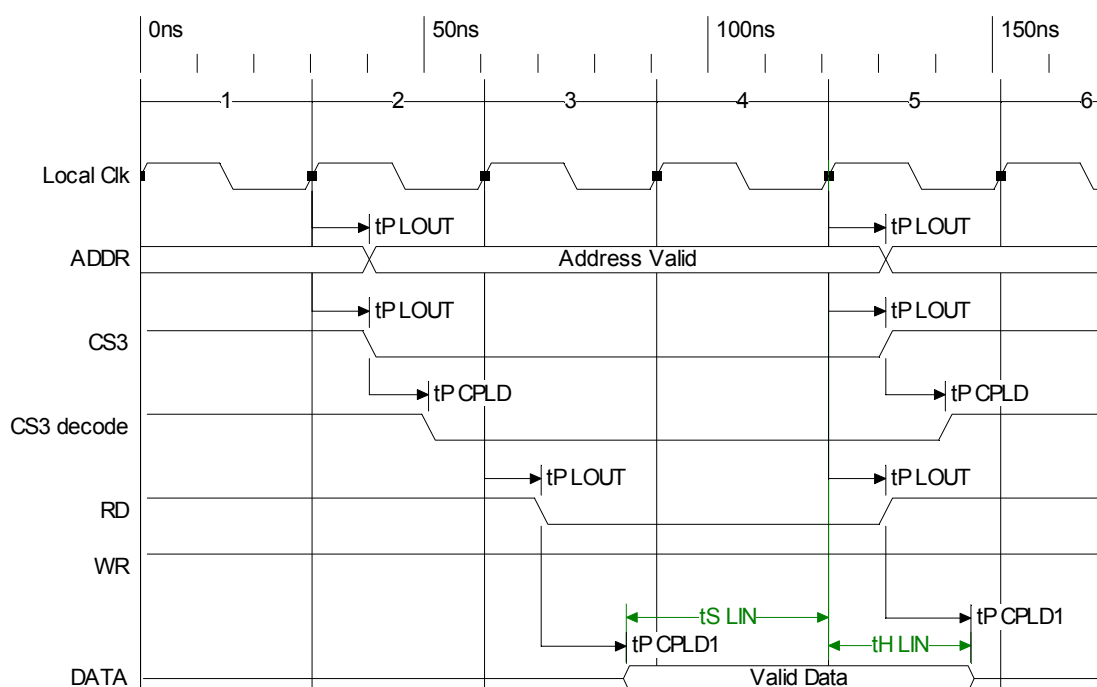 0ns 50ns 100ns 150ns
1 2 3 4 5 6
Local Clk
tP LOUT tP LOUT
ADDR Address Valid
tP LOUT tP LOUT
CS3
tP CPLD tP CPLD
CS3 decode
tP LOUT tP LOUT
RD
WR
tS LIN tP CPLD1
tP CPLD1 tH LIN
DATA Valid Data